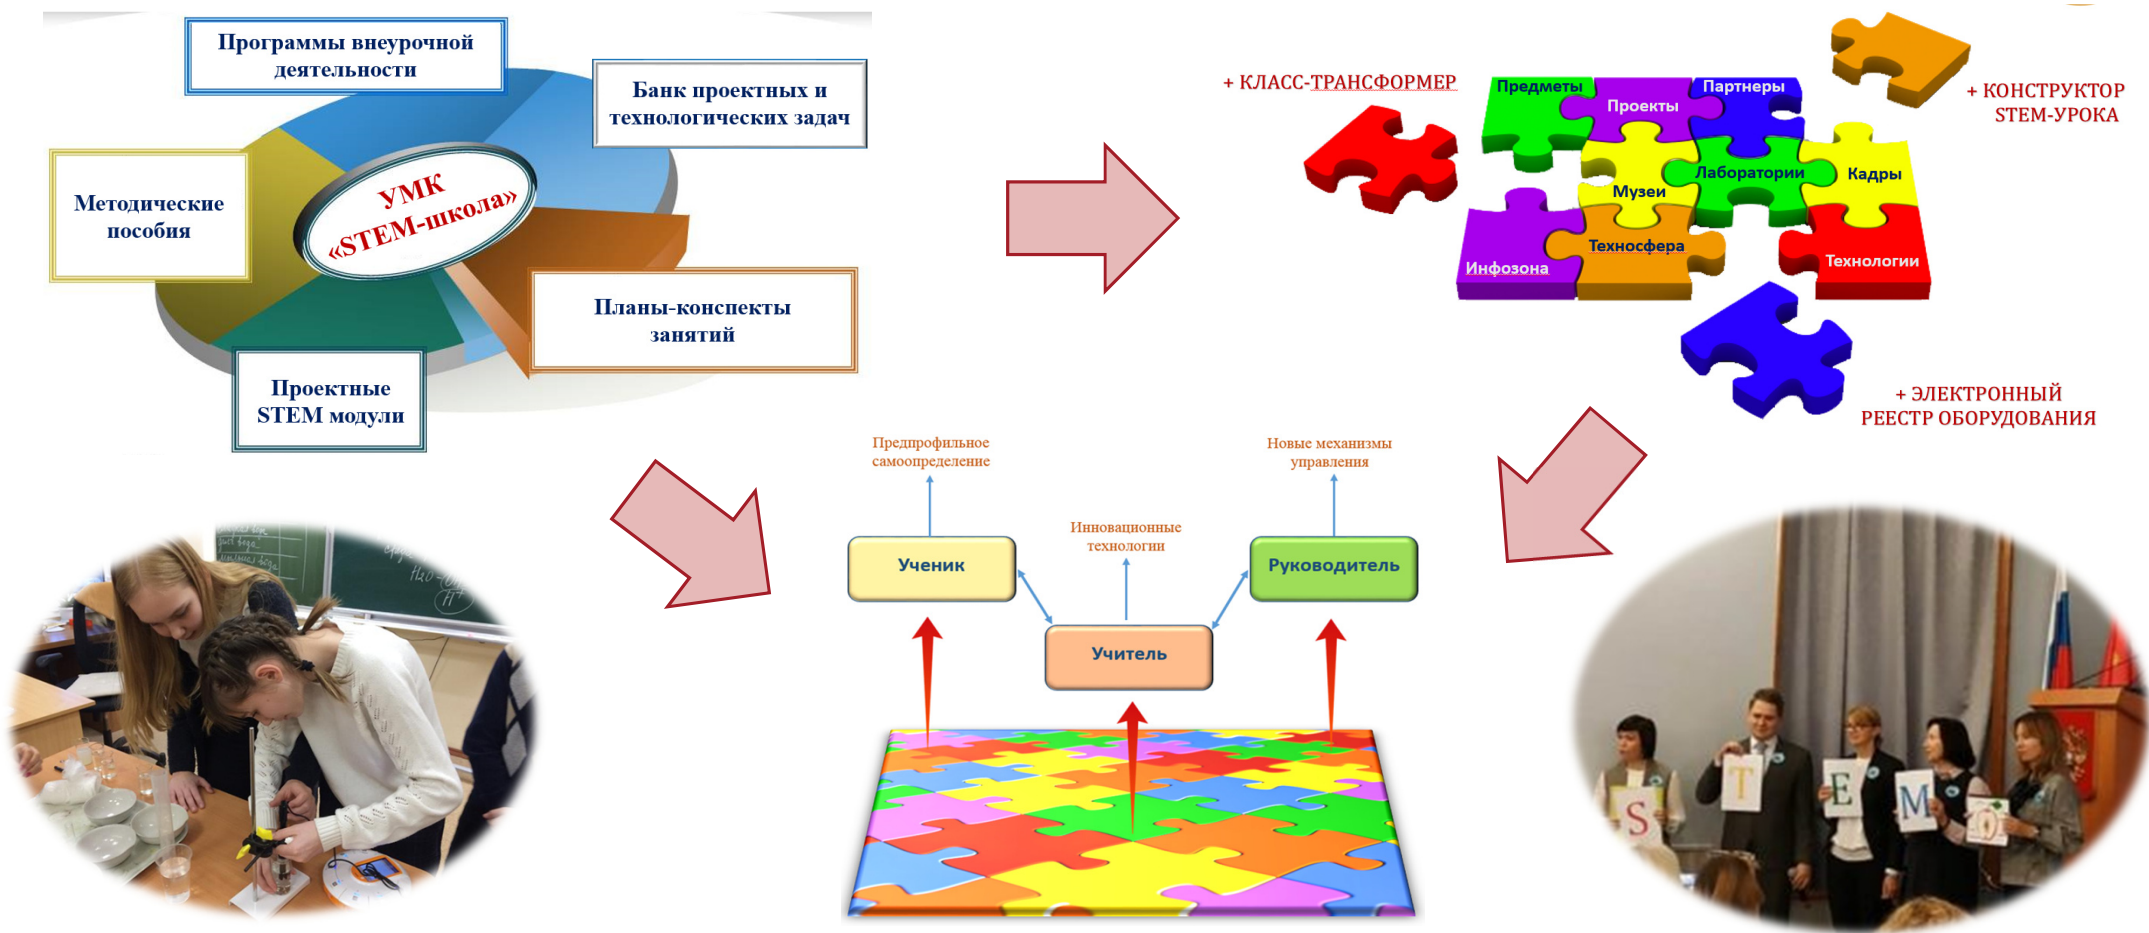 Программы внеурочной
деятельности
Банк проектных и
технологических задач
Методические
пособия
УМК
«STEM-школа»
Планы-конспекты
занятий
Проектные
STEM модули
+ КЛАСС-ТРАНСФОРМЕР
+ КОНСТРУКТОР
STEM-УРОКА
Предметы
Проекты
Партнеры
Музеи
Лаборатории
Кадры
Инфозона
Техносфера
Технологии
+ ЭЛЕКТРОННЫЙ
РЕЕСТР ОБОРУДОВАНИЯ
Предпрофильное
самоопределение
Новые механизмы
управления
Инновационные
технологии
Ученик
Руководитель
Учитель
S
T
E
M